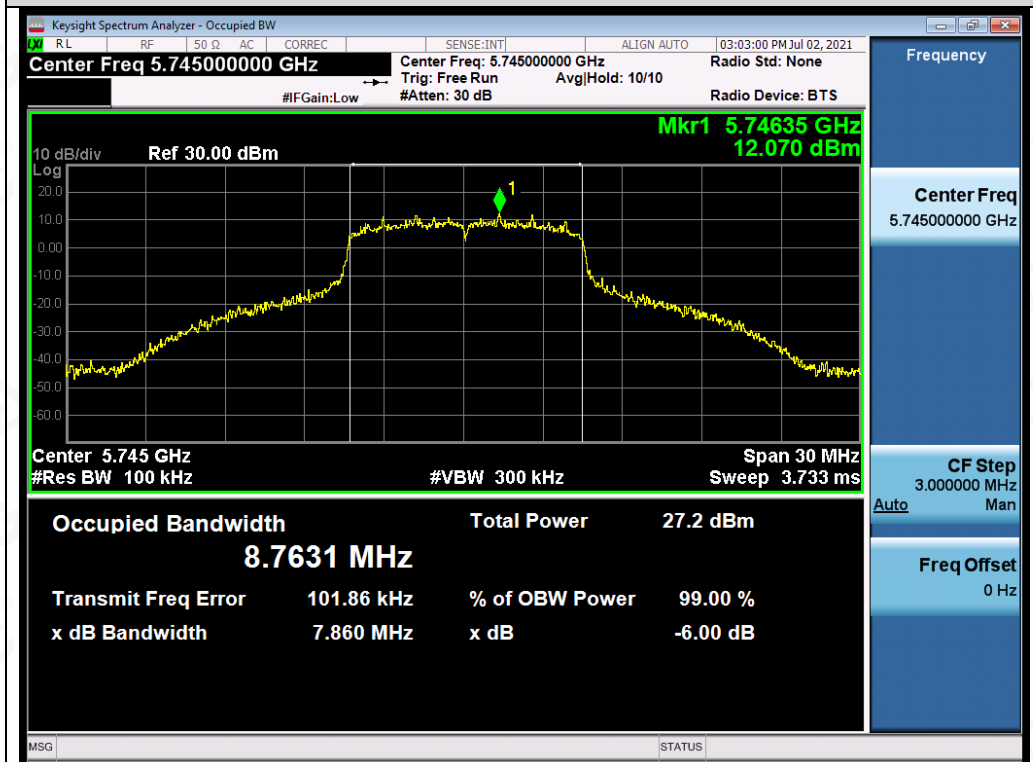 Keysight Spectrum Analyzer - Occupied BW
LXI RL RF 50 Ω AC CORREC SENSE:INT ALIGN AUTO 03:03:00 PM Jul 02, 2021
Center Freq 5.745000000 GHz
Center Freq: 5.745000000 GHz
Radio Std: None
Trig: Free Run Avg|Hold: 10/10
#IFGain:Low
#Atten: 30 dB
Radio Device: BTS
Mkr1 5.74635 GHz
12.070 dBm
10 dB/div Ref 30.00 dBm
Log
20.0
1
10.0
0.00
-10.0
-20.0
-30.0
-40.0
-50.0
-60.0
Center 5.745 GHz Span 30 MHz
#Res BW 100 kHz #VBW 300 kHz Sweep 3.733 ms
Occupied Bandwidth Total Power 27.2 dBm
8.7631 MHz
Transmit Freq Error 101.86 kHz % of OBW Power 99.00 %
x dB Bandwidth 7.860 MHz x dB -6.00 dB
Frequency
Center Freq
5.745000000 GHz
CF Step
3.000000 MHz
Auto Man
Freq Offset
0 Hz
MSG STATUS